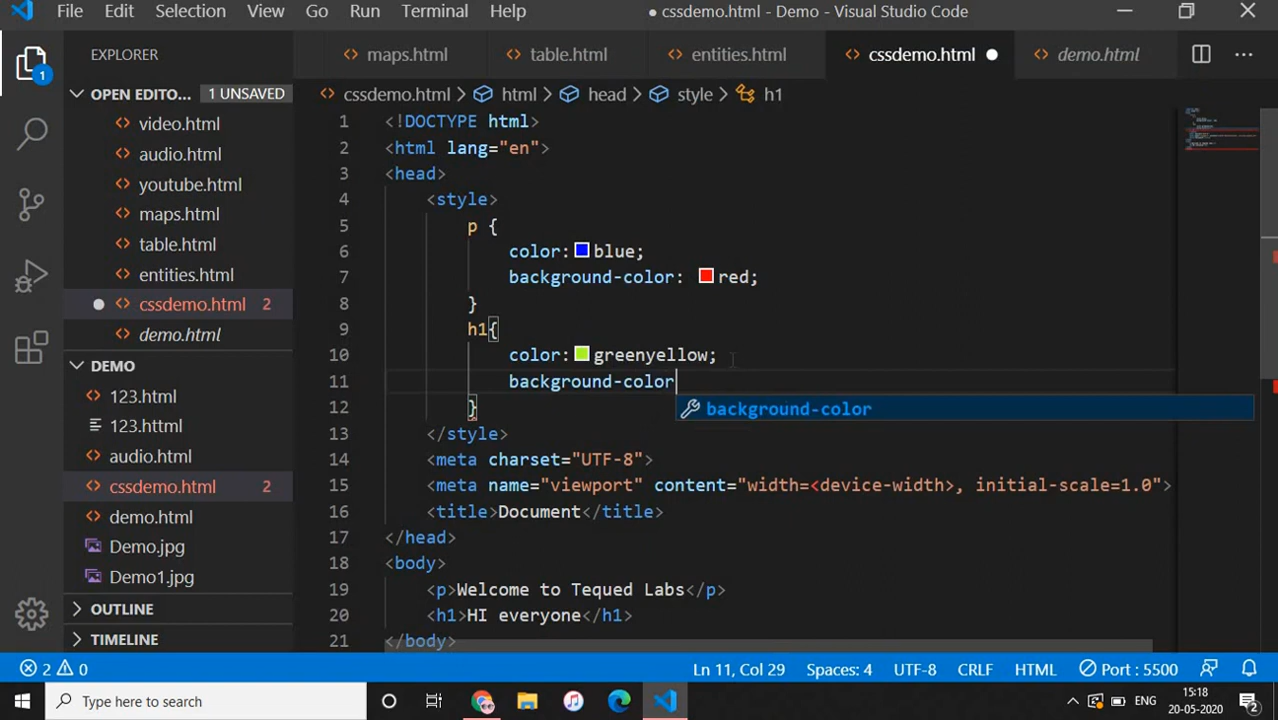 File Edit Selection View Go Run Terminal Help
● cssdemo.html - Demo - Visual Studio Code
EXPLORER
maps.html
table.html
entities.html
cssdemo.html ●
demo.html
OPEN EDITO... 1 UNSAVED
video.html
audio.html
youtube.html
maps.html
table.html
entities.html
cssdemo.html 2
demo.html
DEMO
123.html
123.httml
audio.html
cssdemo.html 2
demo.html
Demo.jpg
Demo1.jpg
OUTLINE
TIMELINE
1
cssdemo.html > html > head > style > h1
1 <!DOCTYPE html>
2 <html lang="en">
3 <head>
4 <style>
5 p {
6 color: blue;
7 background-color: red;
8 }
9 h1{
10 color: greenyellow;
11 background-color
background-color
12 }
13 </style>
14 <meta charset="UTF-8">
15 <meta name="viewport" content="width=<device-width>, initial-scale=1.0">
16 <title>Document</title>
17 </head>
18 <body>
19 <p>Welcome to Tequed Labs</p>
20 <h1>HI everyone</h1>
21 </body>
2 0
Ln 11, Col 29 Spaces: 4 UTF-8 CRLF HTML Port : 5500
Type here to search
ENG
15:18
20-05-2020
2